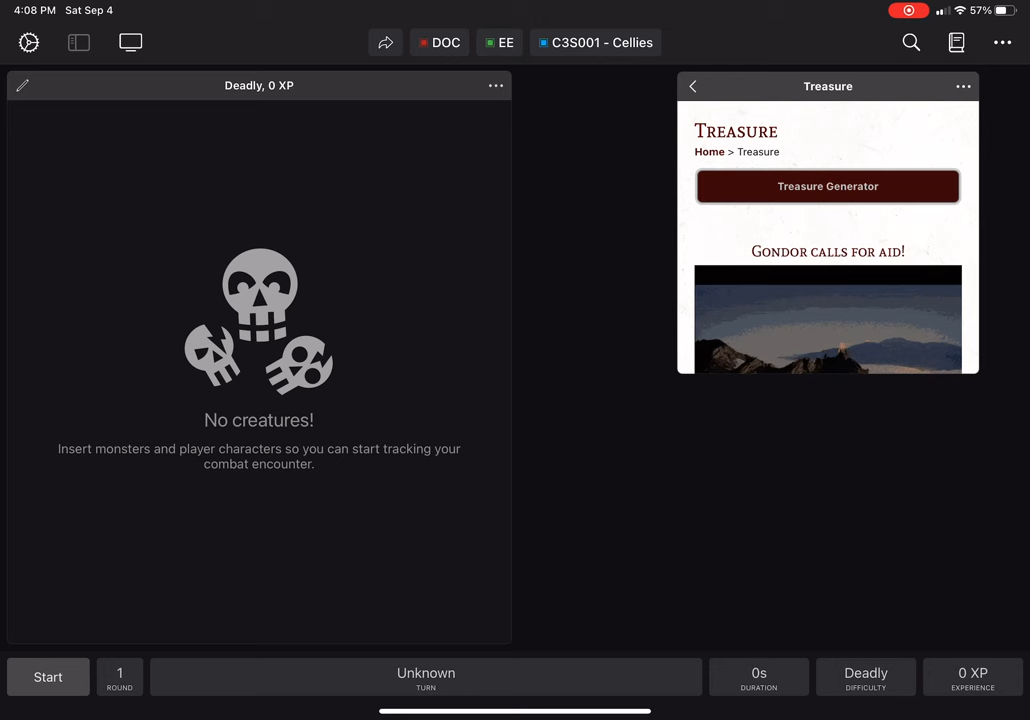 4:08 PM Sat Sep 4
57%
DOC
EE
C3S001 - Cellies
Deadly, 0 XP
Treasure
TREASURE
Home > Treasure
Treasure Generator
GONDOR CALLS FOR AID!
No creatures!
Insert monsters and player characters so you can start tracking your
combat encounter.
Start
1
ROUND
Unknown
TURN
0s
DURATION
Deadly
DIFFICULTY
0 XP
EXPERIENCE